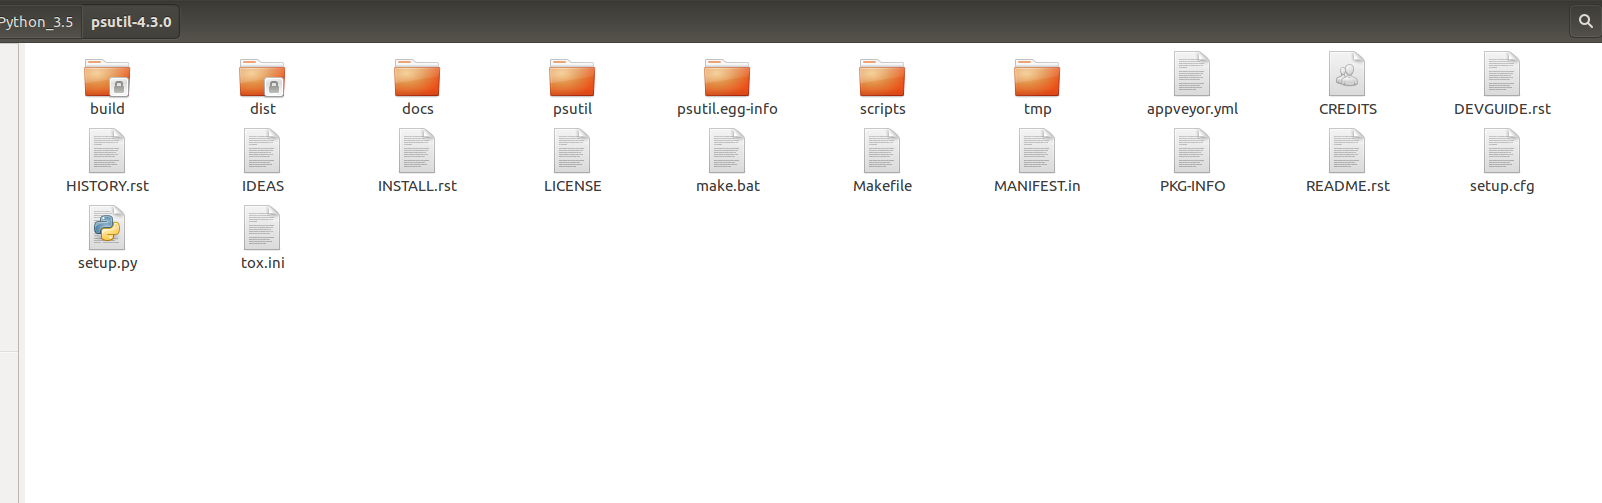 Python_3.5 psutil-4.3.0
build dist docs psutil psutil.egg-info scripts tmp appveyor.yml CREDITS DEVGUIDE.rst
HISTORY.rst IDEAS INSTALL.rst LICENSE make.bat Makefile MANIFEST.in PKG-INFO README.rst setup.cfg
setup.py tox.ini